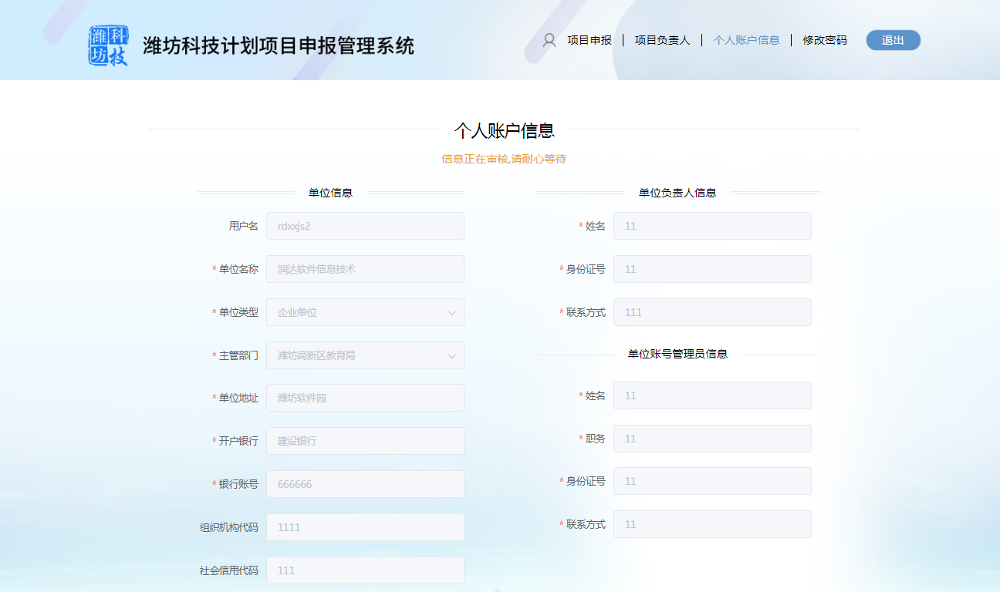 潍科
坊技
潍坊科技计划项目申报管理系统
项目申报 | 项目负责人 | 个人账户信息 | 修改密码 退出
个人账户信息
信息正在审核,请耐心等待
单位信息
用户名 rdxxjs2
* 单位名称 润达软件信息技术
* 单位类型 企业单位
* 主管部门 潍坊高新区教育局
* 单位地址 潍坊软件园
* 开户银行 建设银行
* 银行账号 666666
组织机构代码 1111
社会信用代码 111
单位负责人信息
* 姓名 11
* 身份证号 11
* 联系方式 111
单位账号管理员信息
* 姓名 11
* 职务 11
* 身份证号 11
* 联系方式 11